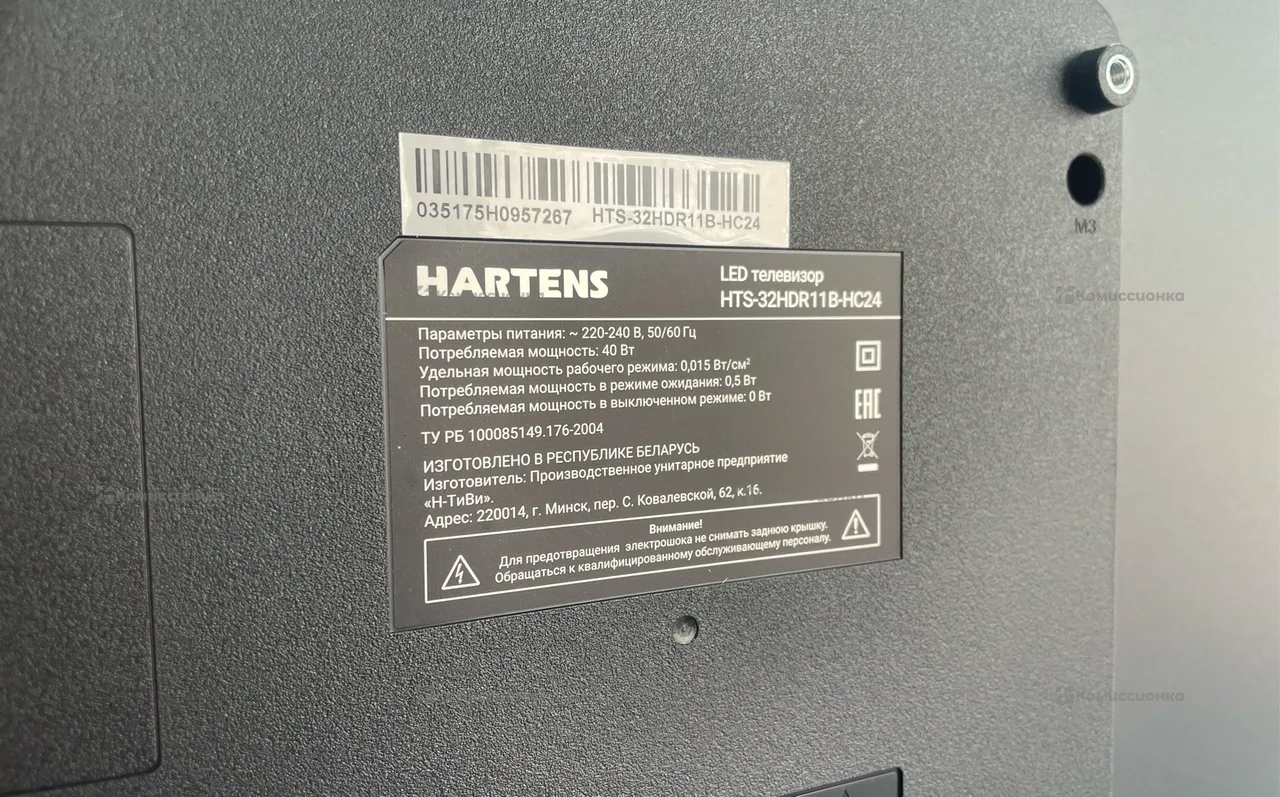 035175H0957267 HTS-32HDR11B-HC24
HARTENS
LED телевизор
HTS-32HDR11B-HC24
Параметры питания: ~ 220-240 В, 50/60 Гц
Потребляемая мощность: 40 Вт
Удельная мощность рабочего режима: 0,015 Вт/см²
Потребляемая мощность в режиме ожидания: 0,5 Вт
Потребляемая мощность в выключенном режиме: 0 Вт
ТУ РБ 100085149.176-2004
ИЗГОТОВЛЕНО В РЕСПУБЛИКЕ БЕЛАРУСЬ
Изготовитель: Производственное унитарное предприятие
«Н-ТиВи».
Адрес: 220014, г. Минск, пер. С. Ковалевской, 62, к.16.
Внимание!
Для предотвращения электрошока не снимать заднюю крышку.
Обращаться к квалифицированному обслуживающему персоналу.
EAC
M3
Комиссионка
Комиссионка
Комиссионка